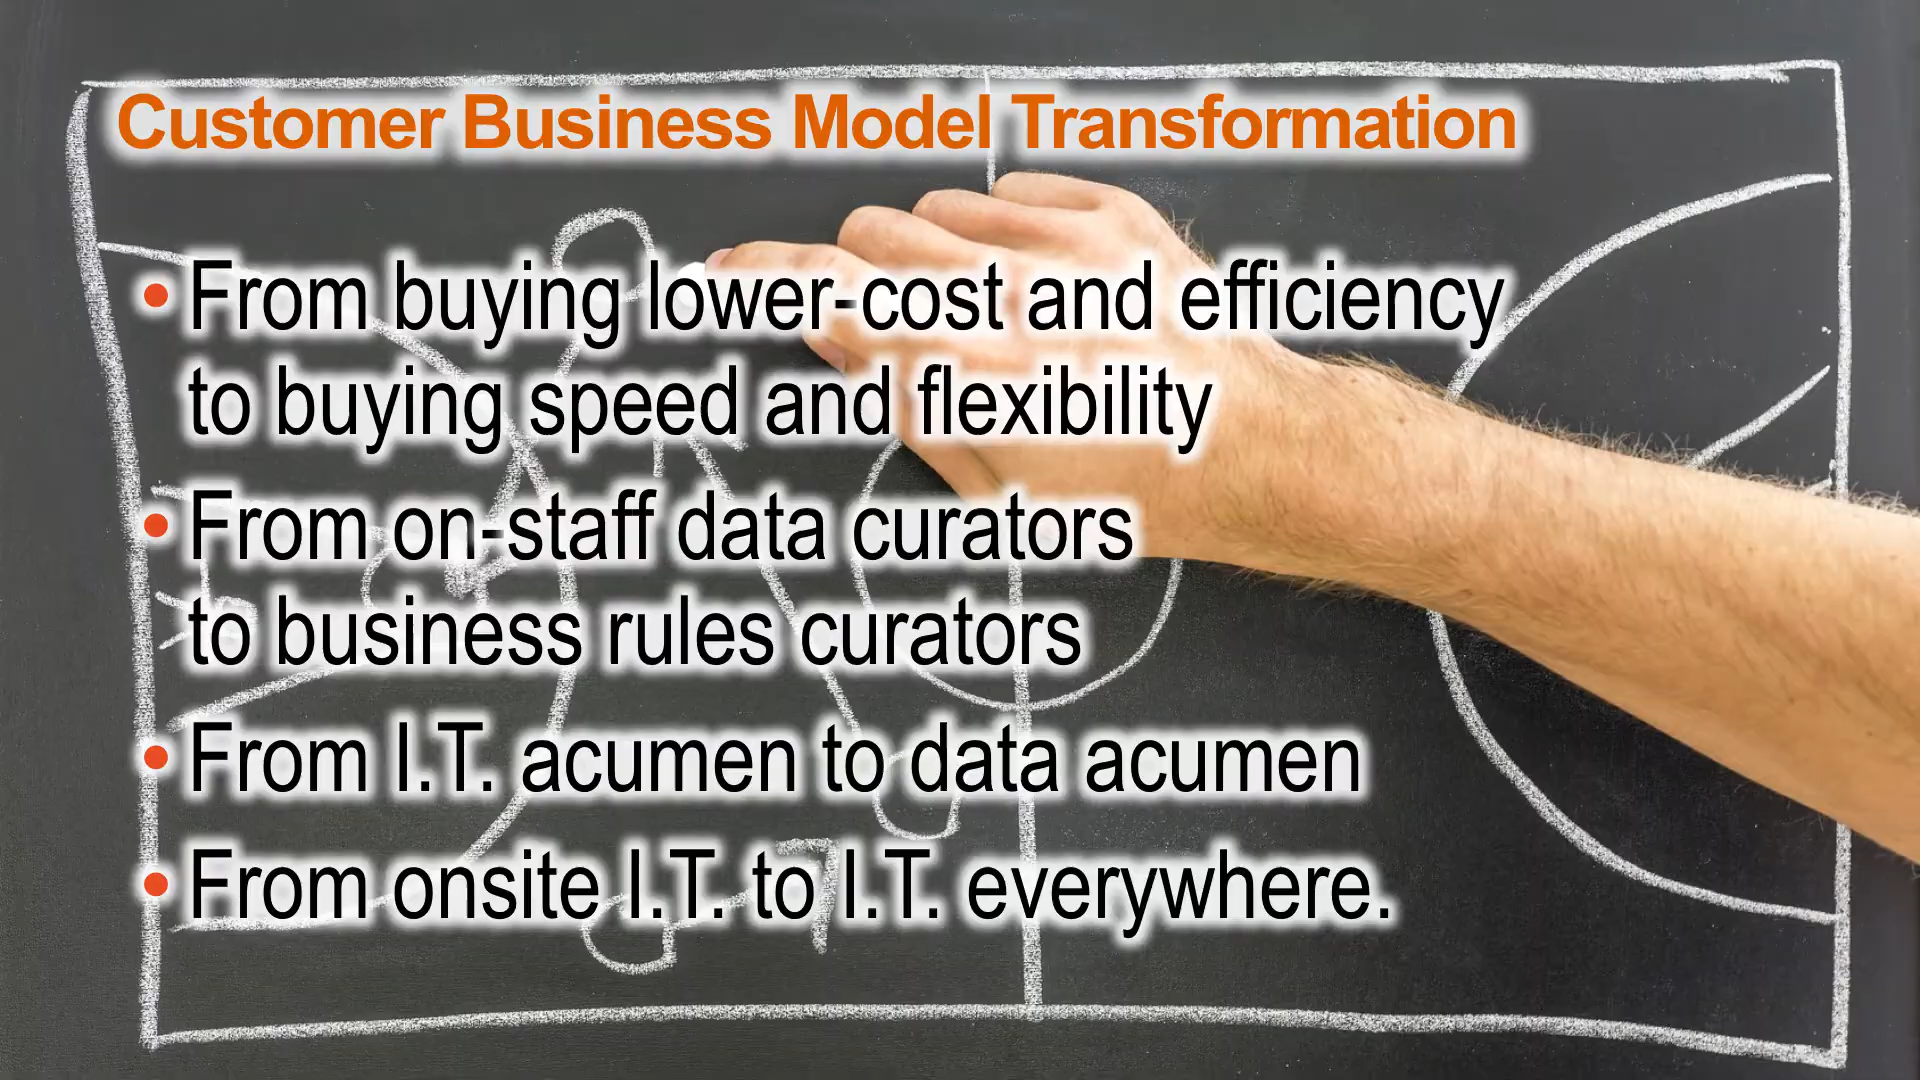 Customer Business Model Transformation
• From buying lower-cost and efficiency
to buying speed and flexibility
• From on-staff data curators
to business rules curators
• From I.T. acumen to data acumen
• From onsite I.T. to I.T. everywhere.